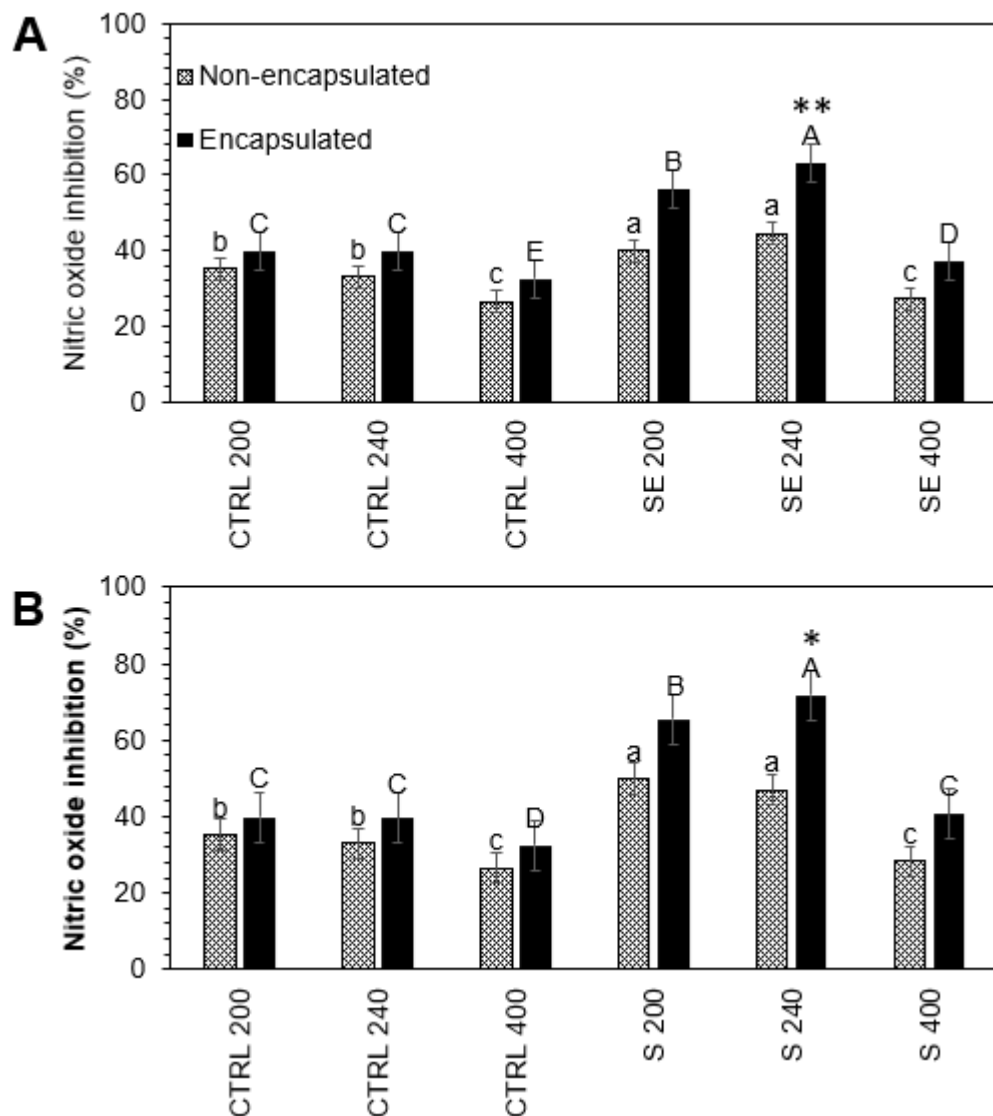 A
Nitric oxide inhibition (%)
100
80
60
40
20
0
Non-encapsulated
Encapsulated
b C b C c E a B a A ** c D
CTRL 200
CTRL 240
CTRL 400
SE 200
SE 240
SE 400
B
Nitric oxide inhibition (%)
100
80
60
40
20
0
b C b C c D a B a A * c C
CTRL 200
CTRL 240
CTRL 400
S 200
S 240
S 400